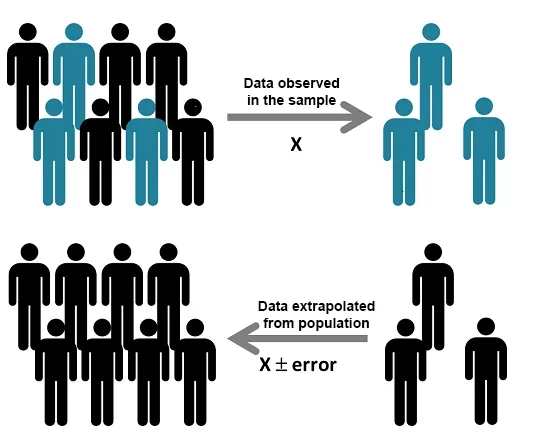 Data observed
in the sample
X
Data extrapolated
from population
X ± error